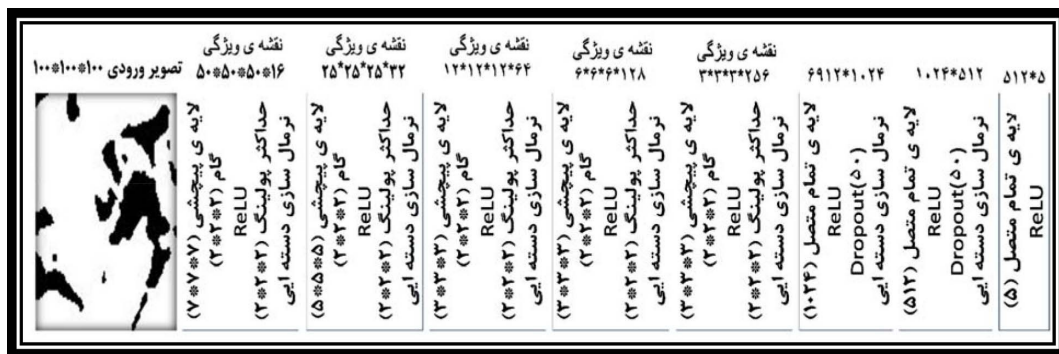 تصویر ورودی ۱۰۰*۱۰۰*۱۰۰
نقشه ی ویژگی
۵۰*۵۰*۵۰*۱۶
لایه ی پیچشی (۷*۷*۷)
گام (۲*۲*۲)
ReLU
حداکثر پولینگ (۲*۲*۲)
نرمال سازی دسته ایی
نقشه ی ویژگی
۲۵*۲۵*۲۵*۳۲
لایه ی پیچشی (۵*۵*۵)
گام (۲*۲*۲)
ReLU
حداکثر پولینگ (۲*۲*۲)
نرمال سازی دسته ایی
نقشه ی ویژگی
۱۲*۱۲*۱۲*۶۴
لایه ی پیچشی (۳*۳*۳)
گام (۲*۲*۲)
ReLU
حداکثر پولینگ (۲*۲*۲)
نرمال سازی دسته ایی
نقشه ی ویژگی
۶*۶*۶*۱۲۸
لایه ی پیچشی (۳*۳*۳)
گام (۲*۲*۲)
ReLU
حداکثر پولینگ (۲*۲*۲)
نرمال سازی دسته ایی
نقشه ی ویژگی
۳*۳*۳*۲۵۶
لایه ی پیچشی (۳*۳*۳)
گام (۲*۲*۲)
ReLU
حداکثر پولینگ (۲*۲*۲)
نرمال سازی دسته ایی
۶۹۱۲*۱۰۲۴
لایه ی تمام متصل (۱۰۲۴)
ReLU
Dropout(۵۰)
نرمال سازی دسته ایی
۱۰۲۴*۵۱۲
لایه ی تمام متصل (۵۱۲)
ReLU
Dropout(۵۰)
نرمال سازی دسته ایی
۵۱۲*۵
لایه ی تمام متصل (۵)
ReLU